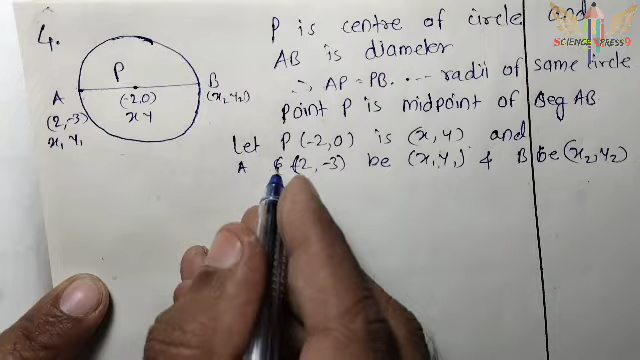 4.
P is centre of circle and
AB is diameter
∴ AP = PB. ---- radii of same circle
Point P is midpoint of seg AB
Let P (-2,0) is (x,y) and
A (2,-3) be (x₁,y₁) & B be (x₂,y₂)
P
A
(2,-3)
x₁ y₁
(-2,0)
x y
B
(x₂,y₂)
SCIENCE XPRESS 9